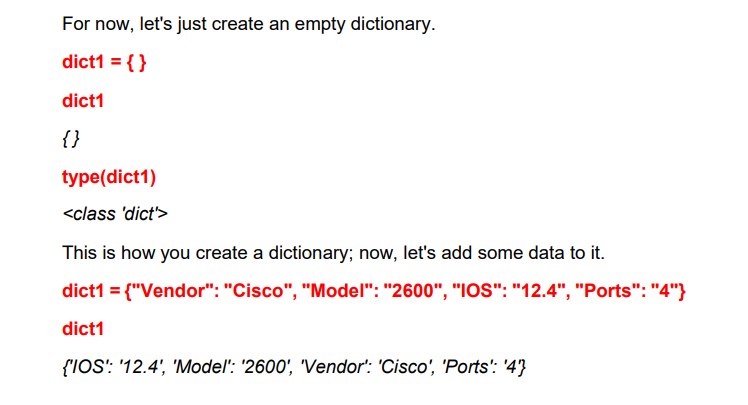 For now, let's just create an empty dictionary.
dict1 = { }
dict1
{}
type(dict1)
<class 'dict'>
This is how you create a dictionary; now, let's add some data to it.
dict1 = {"Vendor": "Cisco", "Model": "2600", "IOS": "12.4", "Ports": "4"}
dict1
{'IOS': '12.4', 'Model': '2600', 'Vendor': 'Cisco', 'Ports': '4'}